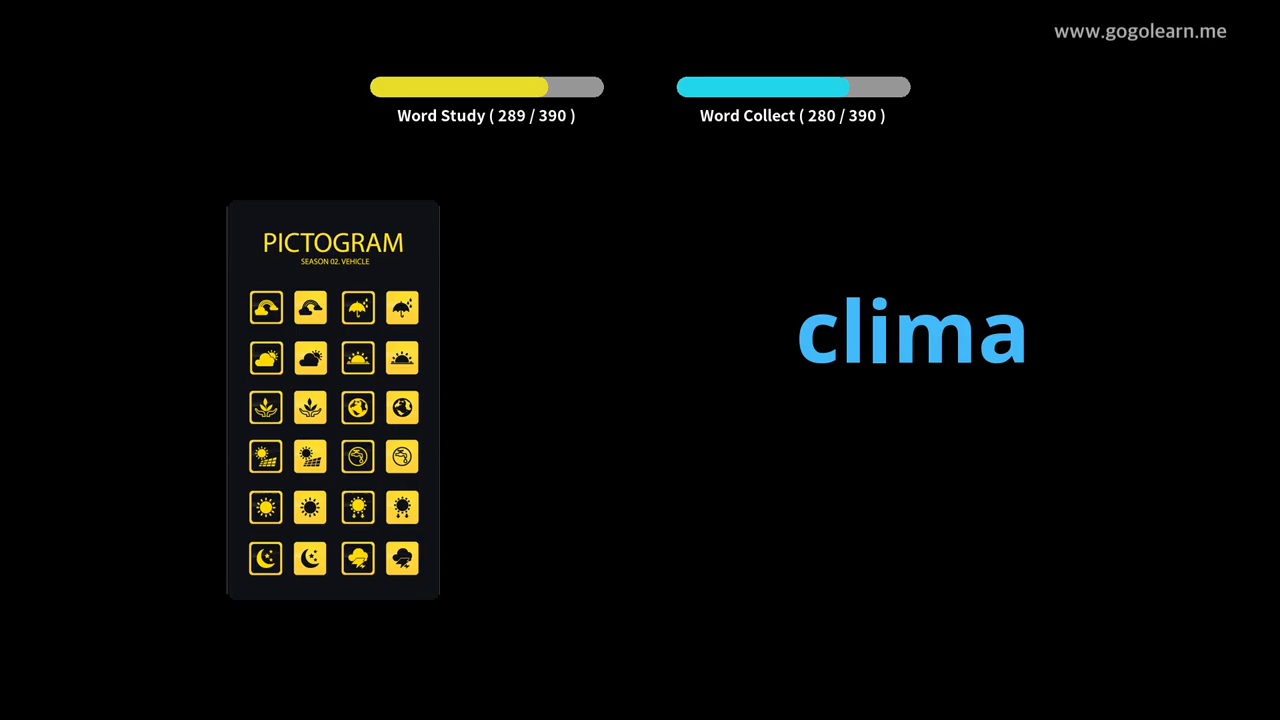 www.gogolearn.me
Word Study ( 289 / 390 )
Word Collect ( 280 / 390 )
PICTOGRAM
SEASON 02. VEHICLE
clima